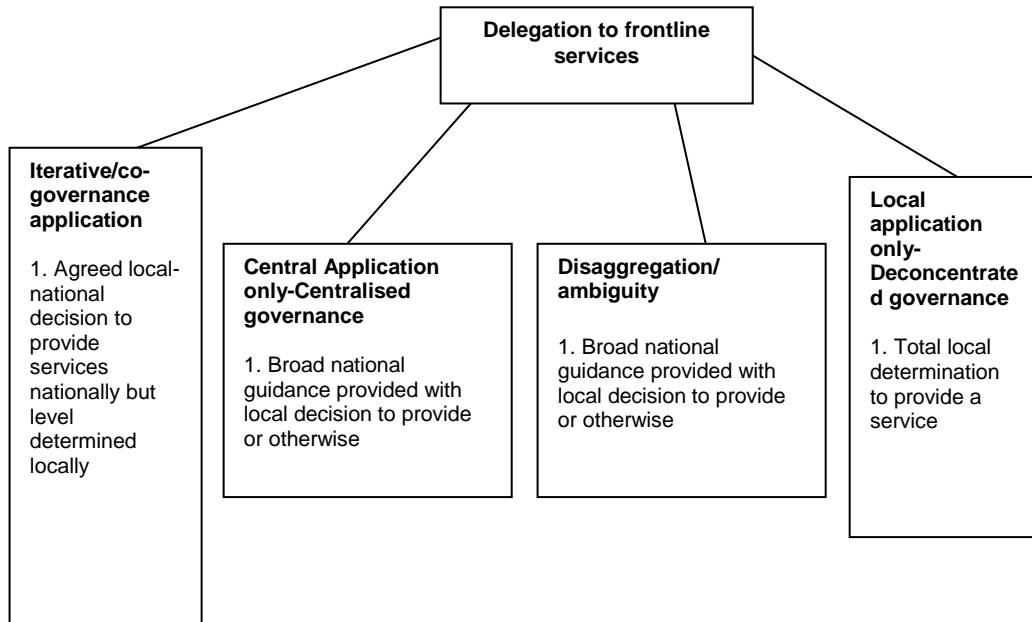 Delegation to frontline
services
Iterative/co-
governance
application
1. Agreed local-
national
decision to
provide
services
nationally but
level
determined
locally
Central Application
only-Centralised
governance
1. Broad national
guidance provided with
local decision to provide
or otherwise
Disaggregation/
ambiguity
1. Broad national
guidance provided with
local decision to provide
or otherwise
Local
application
only-
Deconcentrate
d governance
1. Total local
determination
to provide a
service